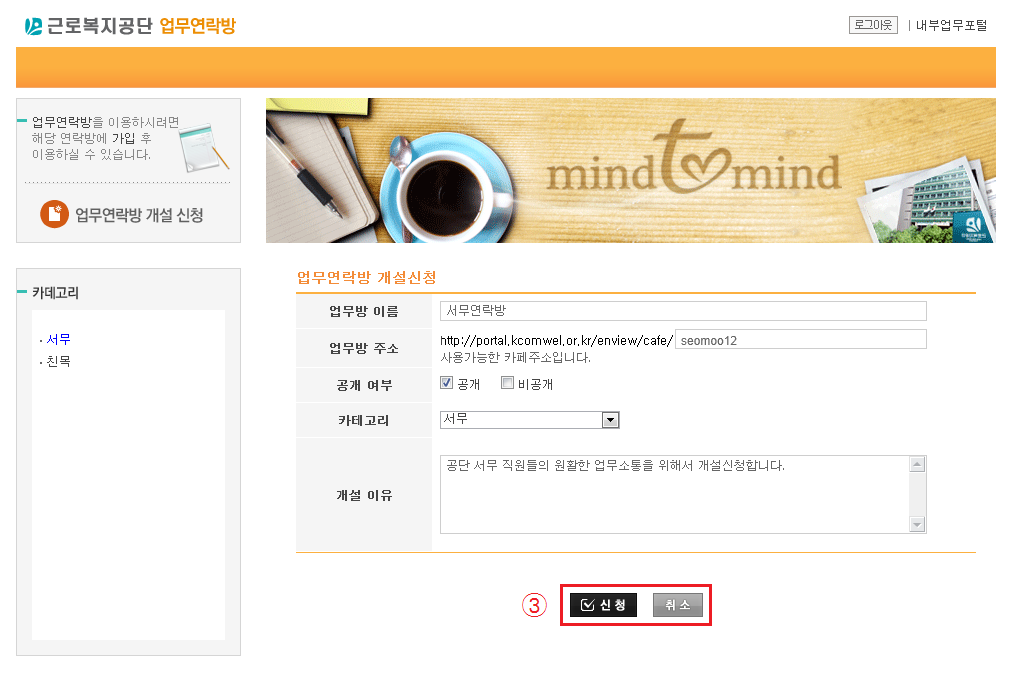 근로복지공단 업무연락방
로그아웃 | 내부업무포털
업무연락방을 이용하시려면
해당 연락방에 가입 후
이용하실 수 있습니다.
업무연락방 개설 신청
mind to mind
카데고리
· 서무
· 친목
업무연락방 개설신청
업무방 이름 서무연락방
업무방 주소 http://portal.kcomwel.or.kr/enview/cafe/ seomoo12
사용가능한 카페주소입니다.
공개 여부 공개 비공개
카테고리 서무
개설 이유 공단 서무 직원들의 원활한 업무소통을 위해서 개설신청합니다.
③ 신청 취소